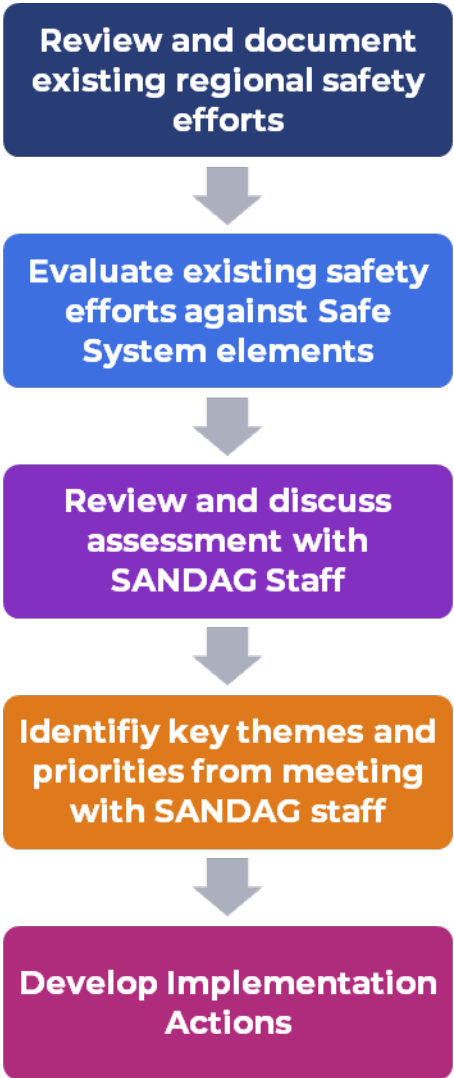 Review and document
existing regional safety
efforts
Evaluate existing safety
efforts against Safe
System elements
Review and discuss
assessment with
SANDAG Staff
Identifiy key themes and
priorities from meeting
with SANDAG staff
Develop Implementation
Actions